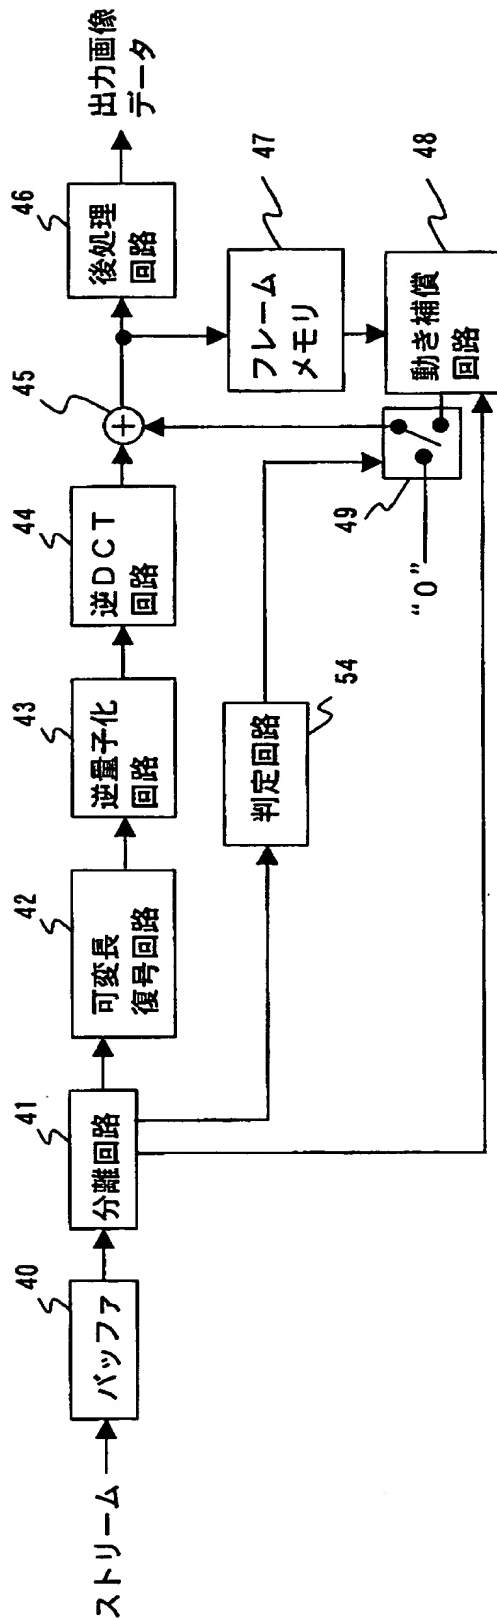 ストリーム
40
バッファ
41
分離回路
42
可変長
復号回路
43
逆量子化
回路
44
逆DCT
回路
45
+
46
後処理
回路
出力画像
データ
47
フレーム
メモリ
48
動き補償
回路
49
“0”
54
判定回路